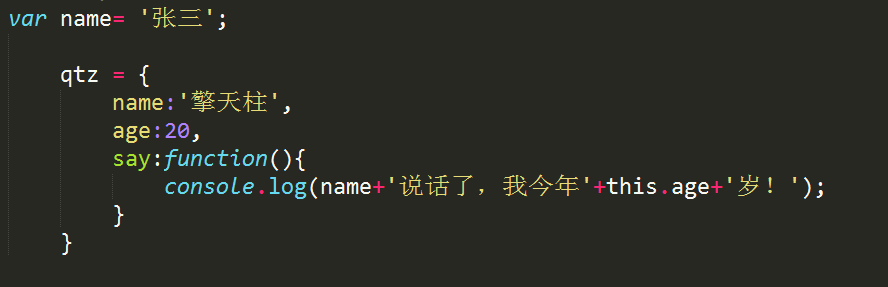 var name= '张三';
qtz = {
name:'擎天柱',
age:20,
say:function(){
console.log(name+'说话了，我今年'+this.age+'岁！');
}
}